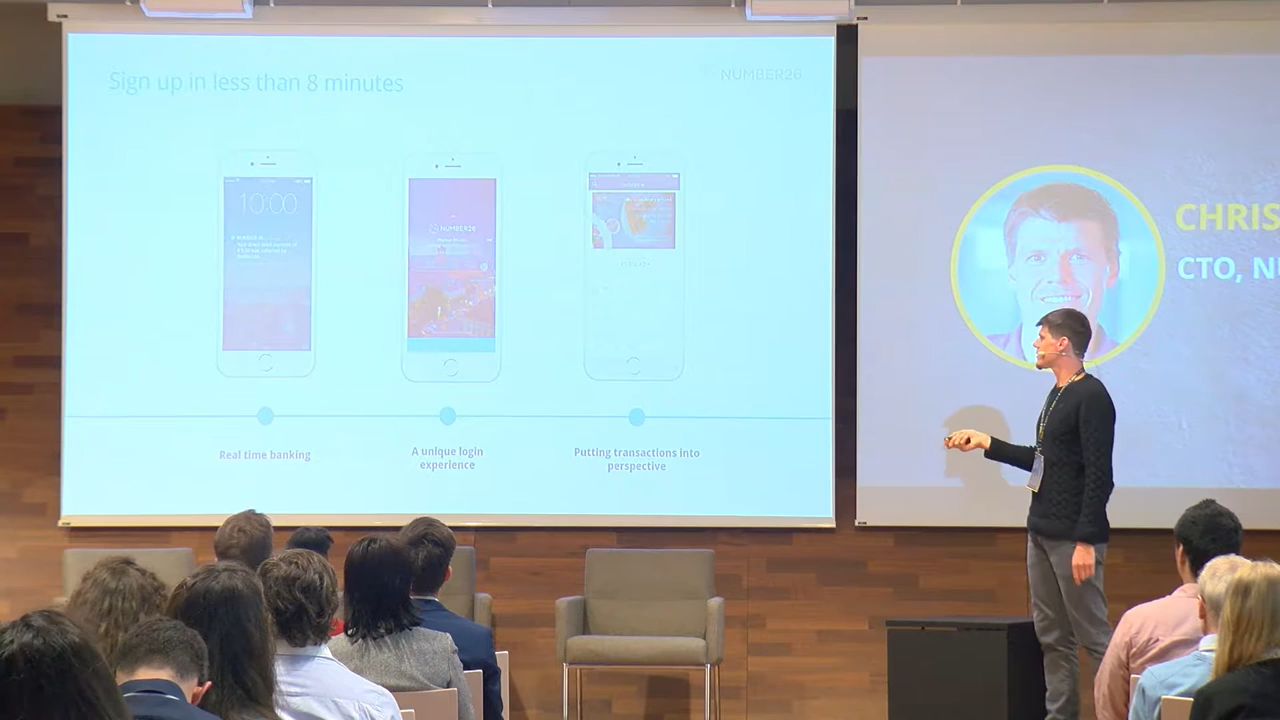 Sign up in less than 8 minutes
NUMBER26
10:00
NUMBER26
Real time banking
A unique login
experience
Putting transactions into
perspective
CHRIS
CTO, N